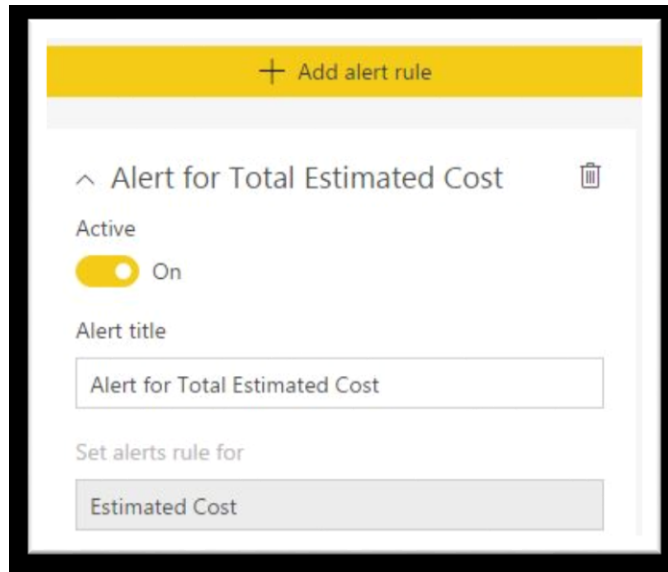 + Add alert rule
Alert for Total Estimated Cost
Active
On
Alert title
Alert for Total Estimated Cost
Set alerts rule for
Estimated Cost